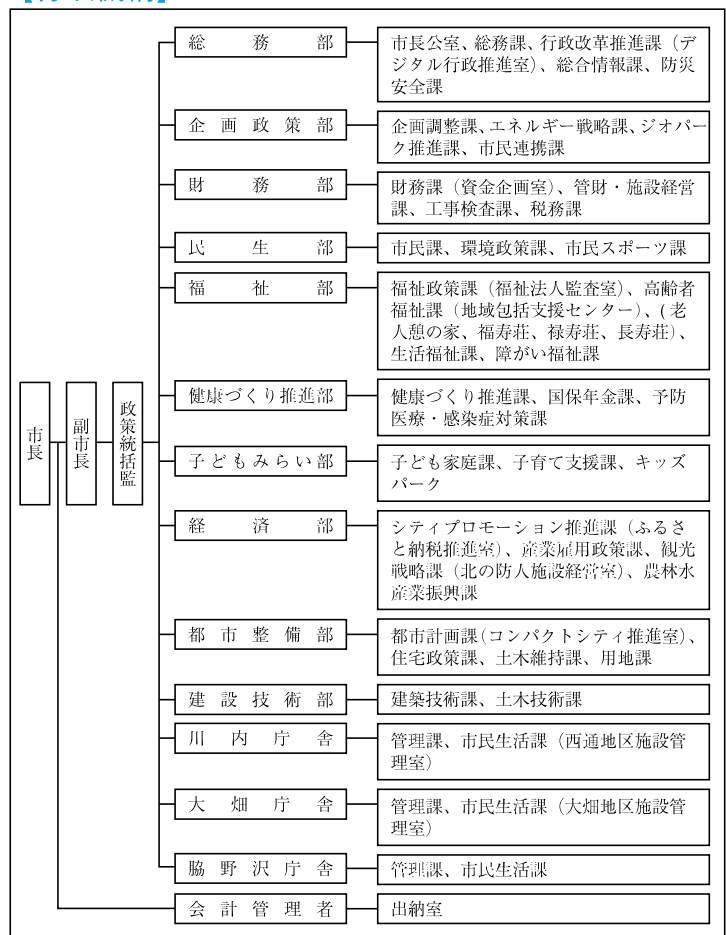 総務部
市長公室、総務課、行政改革推進課（デ
ジタル行政推進室）、総合情報課、防災
安全課
企画政策部
企画調整課、エネルギー戦略課、ジオパー
ク推進課、市民連携課
財務部
財務課（資金企画室）、管財・施設経営
課、工事検査課、税務課
民生部
市民課、環境政策課、市民スポーツ課
福祉部
福祉政策課（福祉法人監査室）、高齢者
福祉課（地域包括支援センター）、（老
人憩の家、福寿荘、禄寿荘、長寿荘）、
生活福祉課、障がい福祉課
市長
副市長
政策統括監
健康づくり推進部
健康づくり推進課、国保年金課、予防
医療・感染症対策課
子どもみらい部
子ども家庭課、子育て支援課、キッズ
パーク
経済部
シティプロモーション推進課（ふるさ
と納税推進室）、産業雇用政策課、観光
戦略課（北の防人施設経営室）、農林水
産業振興課
都市整備部
都市計画課（コンパクトシティ推進室）、
住宅政策課、土木維持課、用地課
建設技術部
建築技術課、土木技術課
川内庁舎
管理課、市民生活課（西通地区施設管
理室）
大畑庁舎
管理課、市民生活課（大畑地区施設管
理室）
脇野沢庁舎
管理課、市民生活課
会計管理者
出納室